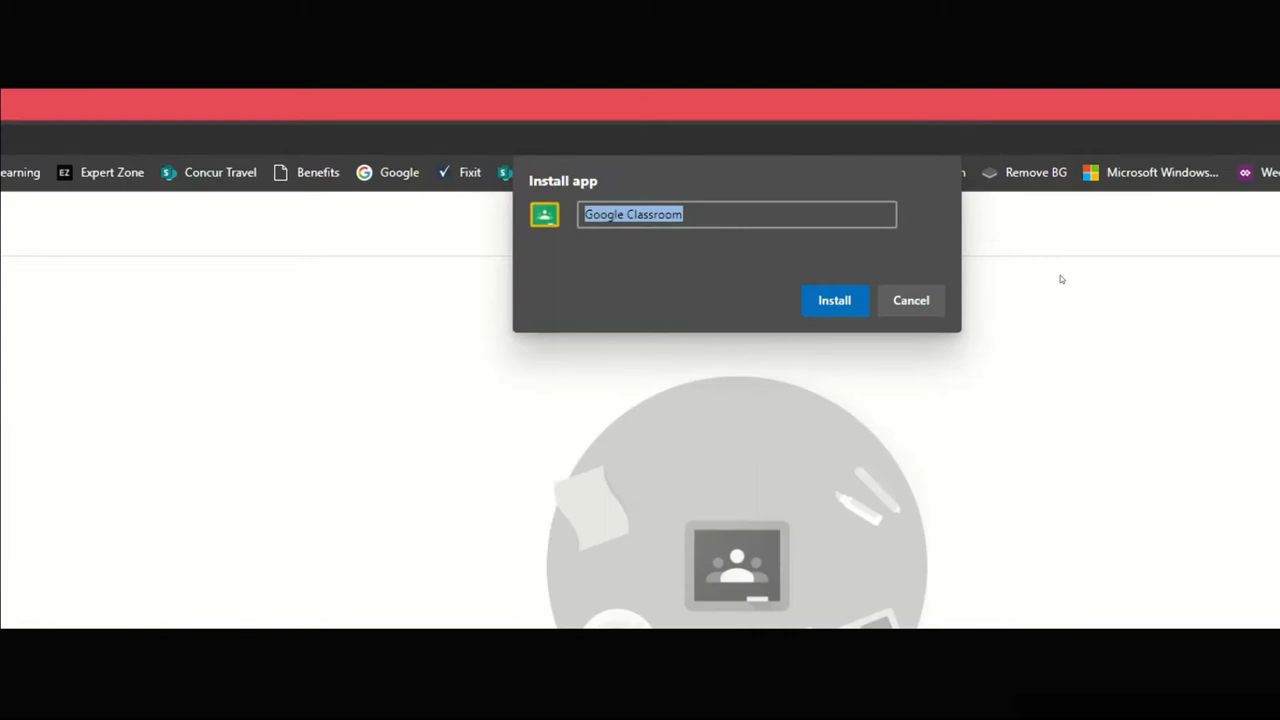 earning Expert Zone Concur Travel Benefits Google Fixit Remove BG Microsoft Windows...
EZ
Install app
Google Classroom
Install Cancel